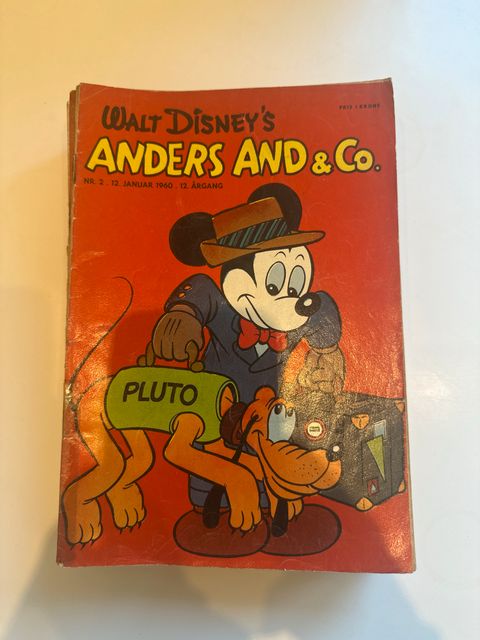 PRIS 1 KRONE
WALT DISNEY'S
ANDERS AND & Co.
NR. 2 . 12. JANUAR 1960 . 12. ÅRGANG
PLUTO